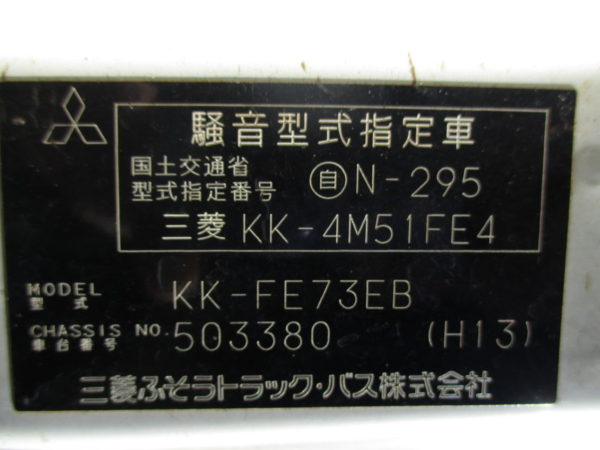 騒音型式指定車
国土交通省
型式指定番号 自 N-295
三菱 KK-4M51FE4
MODEL
型式 KK-FE73EB
CHASSIS NO. 503380 (H13)
車台番号
三菱ふそうトラック・バス株式会社